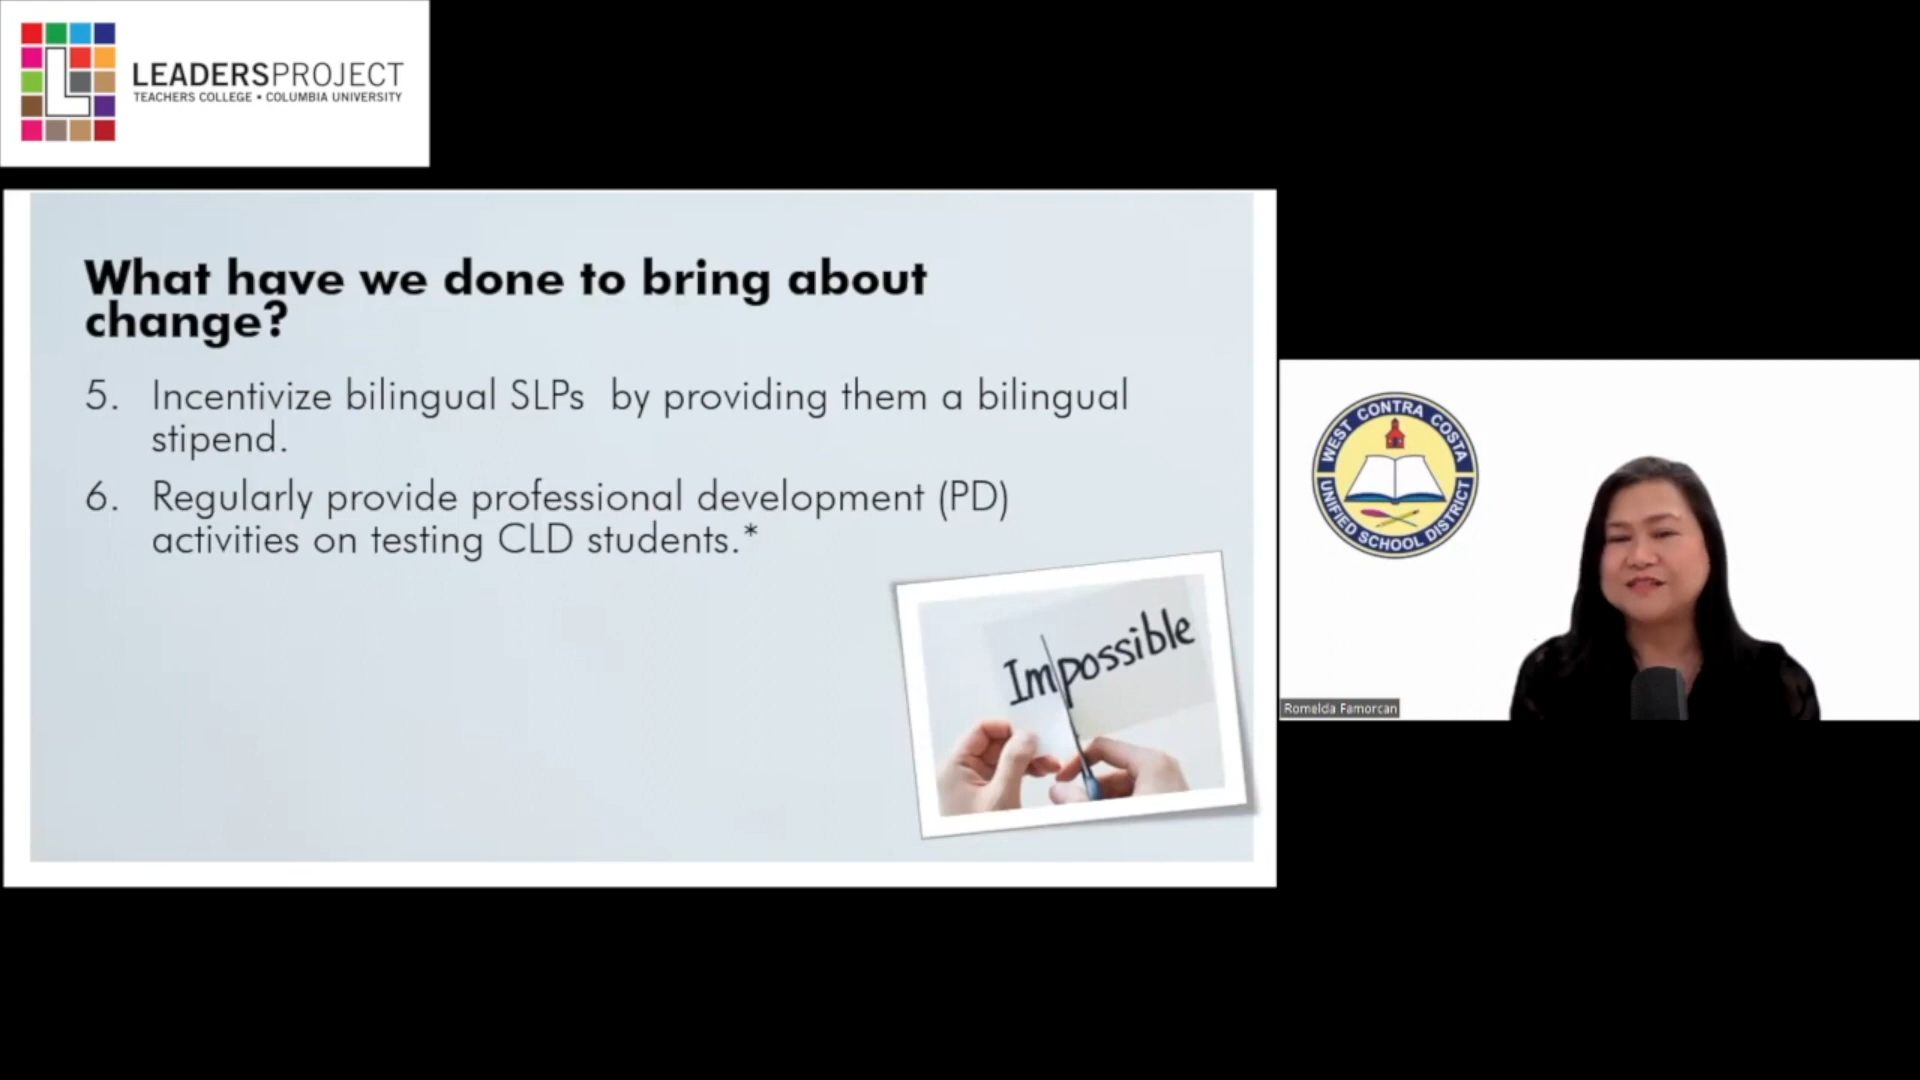 LEADERSPROJECT
TEACHERS COLLEGE • COLUMBIA UNIVERSITY
What have we done to bring about
change?
5. Incentivize bilingual SLPs by providing them a bilingual
stipend.
6. Regularly provide professional development (PD)
activities on testing CLD students.*
Impossible
WEST CONTRA COSTA
UNIFIED SCHOOL DISTRICT
Romelda Famorcan